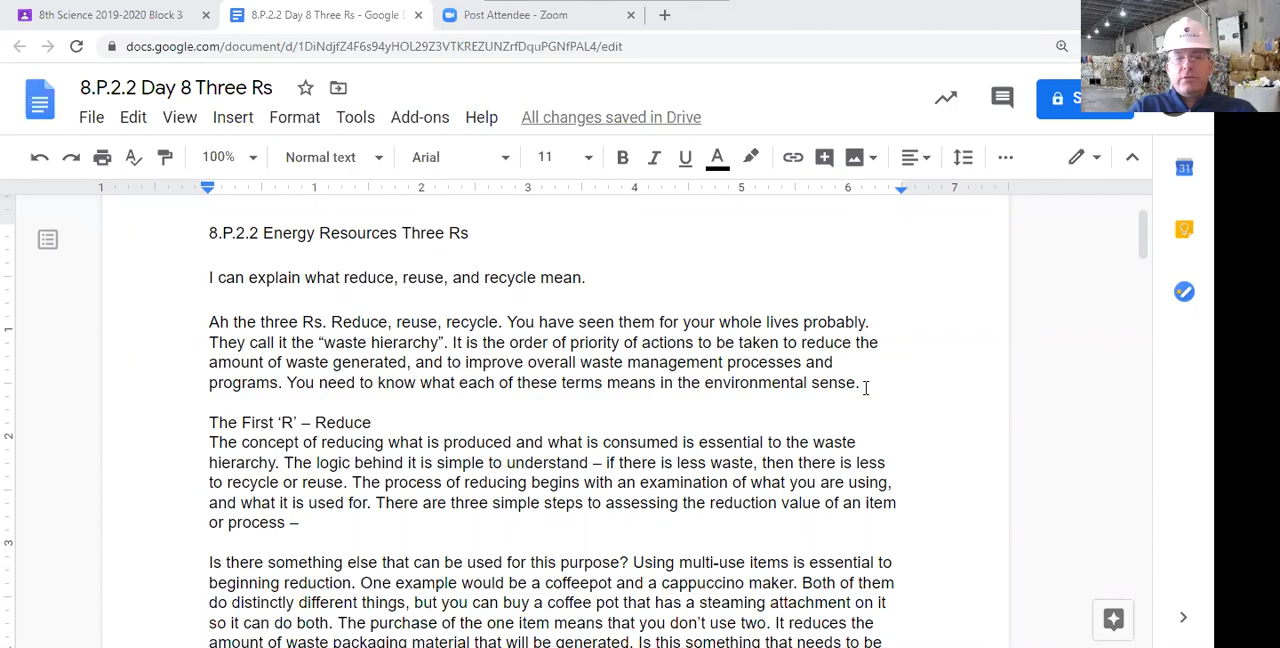 8th Science 2019-2020 Block 3
8.P.2.2 Day 8 Three Rs - Google D
Post Attendee - Zoom
docs.google.com/document/d/1DiNdjfZ4F6s94yHOL29Z3VTKREZUNZrfDquPGNfPAL4/edit
8.P.2.2 Day 8 Three Rs
File Edit View Insert Format Tools Add-ons Help All changes saved in Drive
S
100% Normal text Arial 11 B I U A
1 1 2 3 4 5 6 7
31
1
2
3
8.P.2.2 Energy Resources Three Rs
I can explain what reduce, reuse, and recycle mean.
Ah the three Rs. Reduce, reuse, recycle. You have seen them for your whole lives probably.
They call it the “waste hierarchy”. It is the order of priority of actions to be taken to reduce the
amount of waste generated, and to improve overall waste management processes and
programs. You need to know what each of these terms means in the environmental sense.
The First ‘R’ – Reduce
The concept of reducing what is produced and what is consumed is essential to the waste
hierarchy. The logic behind it is simple to understand – if there is less waste, then there is less
to recycle or reuse. The process of reducing begins with an examination of what you are using,
and what it is used for. There are three simple steps to assessing the reduction value of an item
or process –
Is there something else that can be used for this purpose? Using multi-use items is essential to
beginning reduction. One example would be a coffeepot and a cappuccino maker. Both of them
do distinctly different things, but you can buy a coffee pot that has a steaming attachment on it
so it can do both. The purchase of the one item means that you don’t use two. It reduces the
amount of waste packaging material that will be generated. Is this something that needs to be